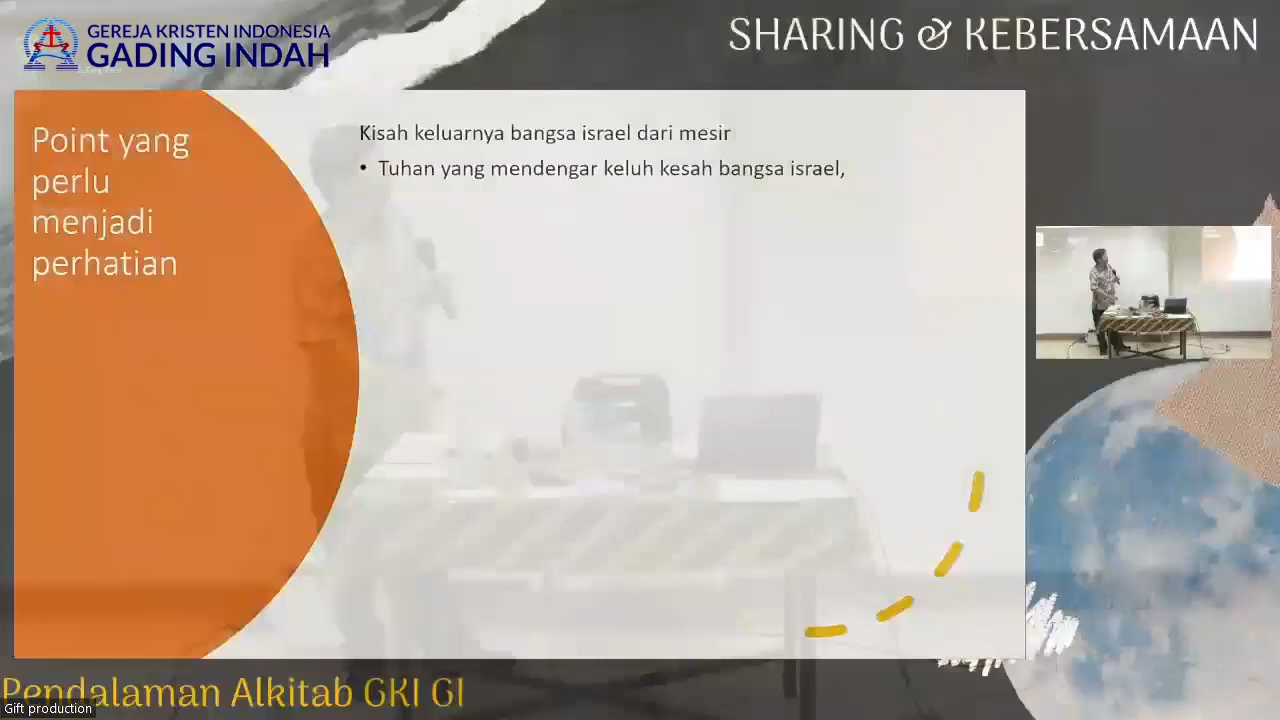 GEREJA KRISTEN INDONESIA
GADING INDAH
SHARING & KEBERSAMAAN
Point yang
perlu
menjadi
perhatian
Kisah keluarnya bangsa israel dari mesir
• Tuhan yang mendengar keluh kesah bangsa israel,
Pendalaman Alkitab GKI GI
Gift production